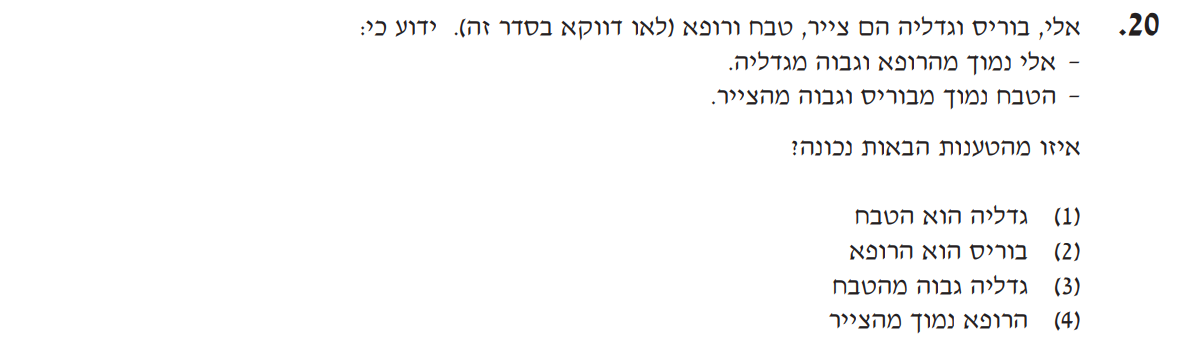 20. אלי, בוריס וגדליה הם צייר, טבח ורופא (לאו דווקא בסדר זה). ידוע כי:
– אלי נמוך מהרופא וגבוה מגדליה.
– הטבח נמוך מבוריס וגבוה מהצייר.
איזו מהטענות הבאות נכונה?
(1) גדליה הוא הטבח
(2) בוריס הוא הרופא
(3) גדליה גבוה מהטבח
(4) הרופא נמוך מהצייר